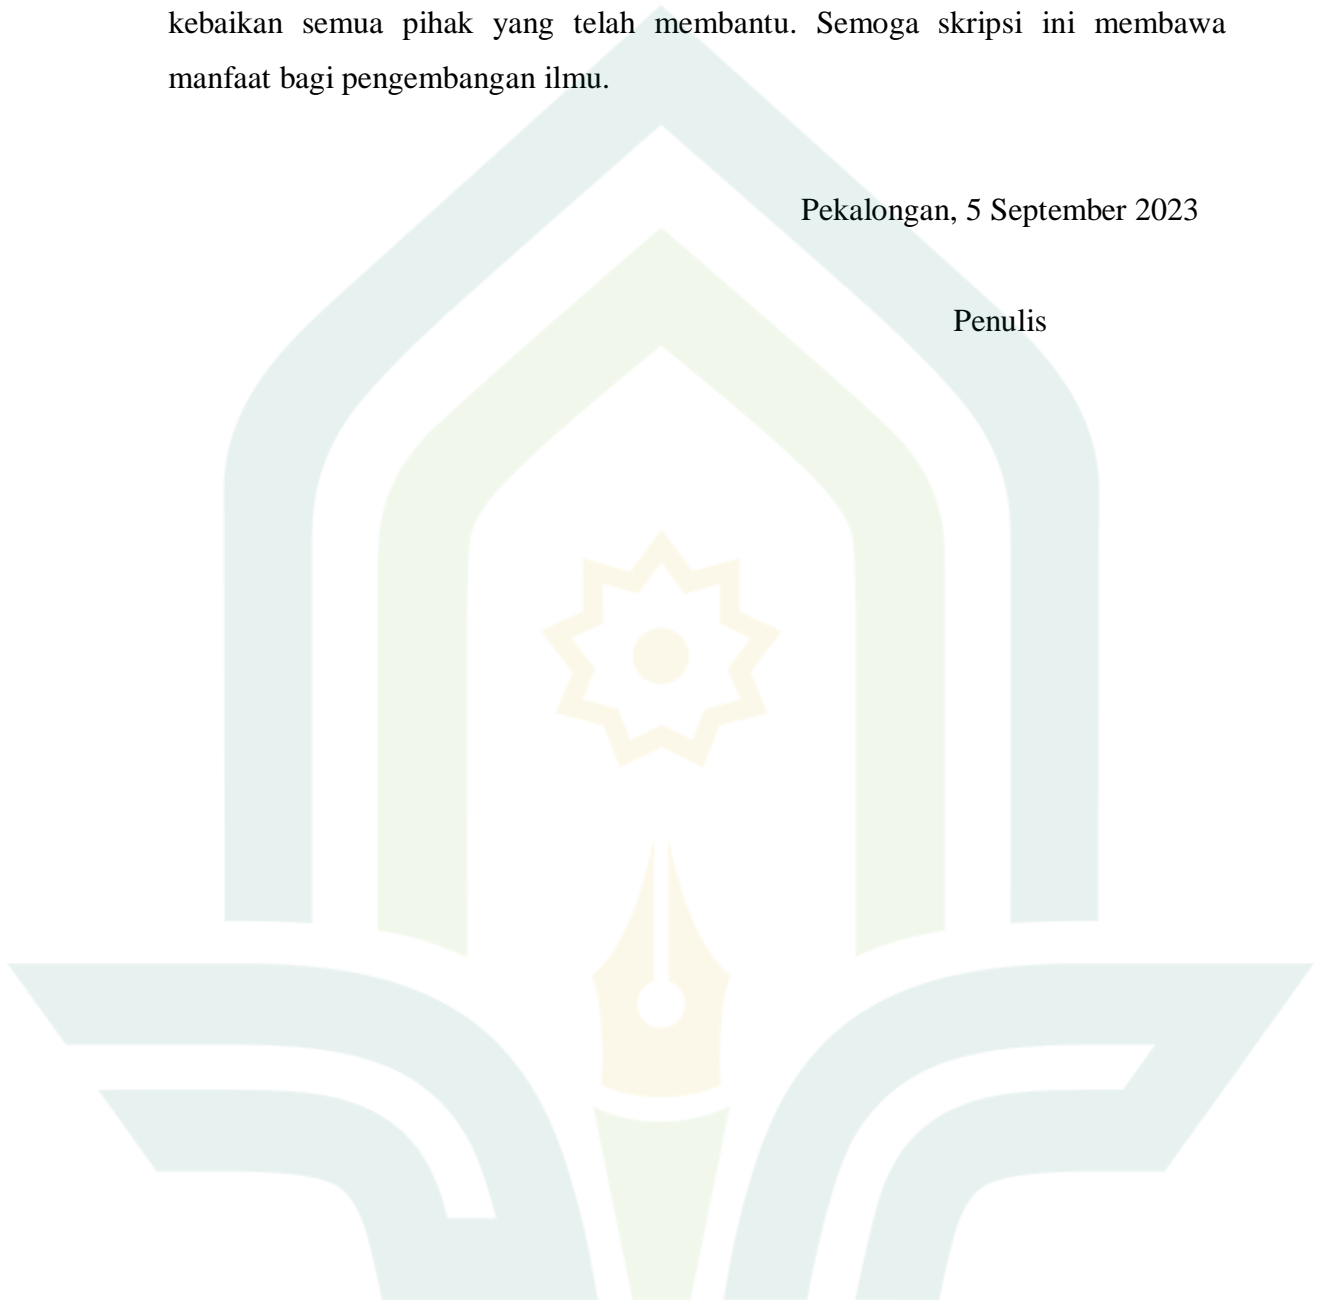 kebaikan semua pihak yang telah membantu. Semoga skripsi ini membawa
manfaat bagi pengembangan ilmu.
Pekalongan, 5 September 2023
Penulis